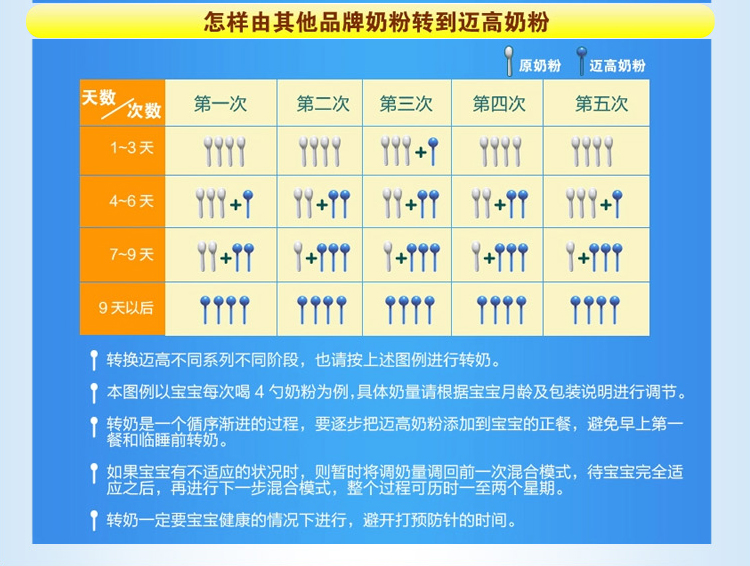 怎样由其他品牌奶粉转到迈高奶粉
原奶粉 迈高奶粉
天数/次数 第一次 第二次 第三次 第四次 第五次
1~3 天 +
4~6 天 + + + + +
7~9 天 + + + + +
9 天以后
转换迈高不同系列不同阶段，也请按上述图例进行转奶。
本图例以宝宝每次喝 4 勺奶粉为例，具体奶量请根据宝宝月龄及包装说明进行调节。
转奶是一个循序渐进的过程，要逐步把迈高奶粉添加到宝宝的正餐，避免早上第一
餐和临睡前转奶。
如果宝宝有不适应的状况时，则暂时将调奶量调回前一次混合模式，待宝宝完全适
应之后，再进行下一步混合模式，整个过程可历时一至两个星期。
转奶一定要宝宝健康的情况下进行，避开打预防针的时间。